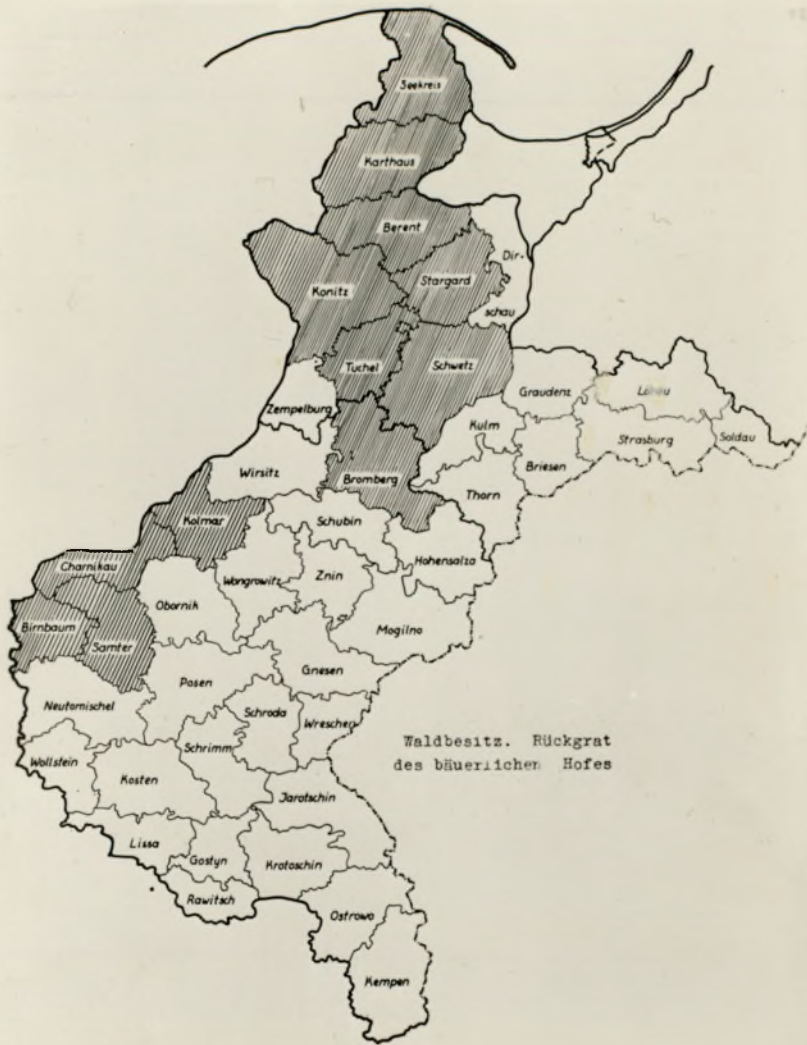 Seekreis
Karthaus
Berent
Dir-
schau
Konitz
Stargard
Tuchel
Schwetz
Zempelburg
Graudenz
Kulm
Strasburg
Soldau
Briesen
Wirsitz
Bromberg
Thorn
Kolmar
Schubin
Hohensalza
Charnikau
Wongrowitz
Znin
Obornik
Birnbaum
Samter
Mogilno
Gnesen
Posen
Neutomischel
Schroda
Wreschen
Schrimm
Wollstein
Kosten
Waldbesitz. Rückgrat
des bäuerlichen Hofes
Jarotschin
Lissa
Gostyn
Krotoschin
Rawitsch
Ostrowo
Kempen